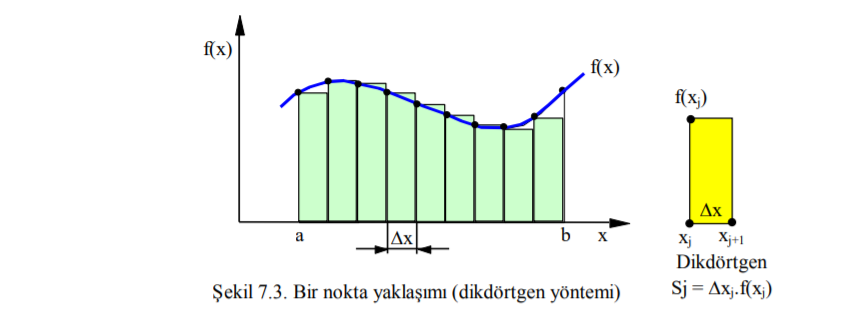 f(x)
f(x)
a
Δx
b
x
Şekil 7.3. Bir nokta yaklaşımı (dikdörtgen yöntemi)
f(xj)
Δx
xj
xj+1
Dikdörtgen
Sj = Δxj.f(xj)